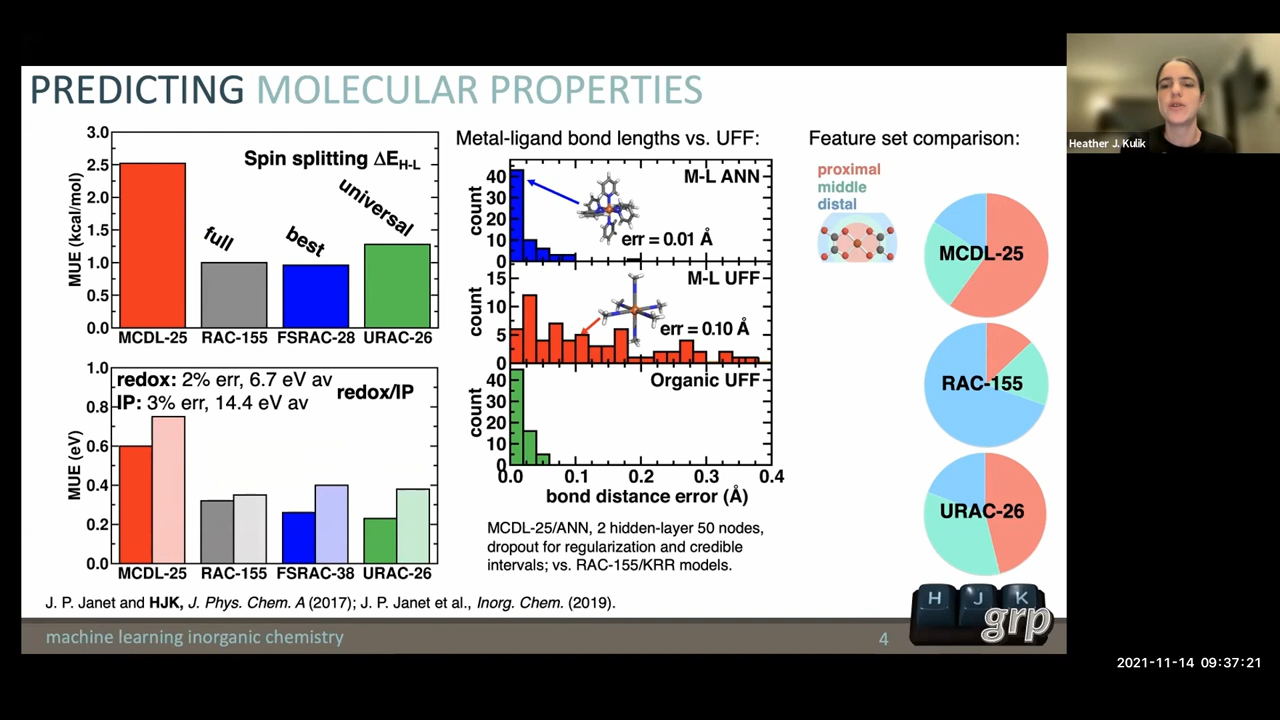 PREDICTING MOLECULAR PROPERTIES
3.0
2.5
2.0
1.5
1.0
0.5
0.0
MUE (kcal/mol)
Spin splitting ΔE_H-L
full
best
universal
MCDL-25 RAC-155 FSRAC-28 URAC-26
1.0
0.8
0.6
0.4
0.2
0.0
MUE (eV)
redox: 2% err, 6.7 eV av
IP: 3% err, 14.4 eV av
redox/IP
MCDL-25 RAC-155 FSRAC-38 URAC-26
Metal-ligand bond lengths vs. UFF:
40
30
20
10
0
count
M-L ANN
err = 0.01 Å
15
10
5
0
count
M-L UFF
err = 0.10 Å
40
30
20
10
0
count
Organic UFF
0.0 0.1 0.2 0.3 0.4
bond distance error (Å)
MCDL-25/ANN, 2 hidden-layer 50 nodes,
dropout for regularization and credible
intervals; vs. RAC-155/KRR models.
Feature set comparison:
proximal
middle
distal
MCDL-25
RAC-155
URAC-26
J. P. Janet and HJK, J. Phys. Chem. A (2017); J. P. Janet et al., Inorg. Chem. (2019).
machine learning inorganic chemistry
4
H J K
grp
Heather J. Kulik
2021-11-14 09:37:21